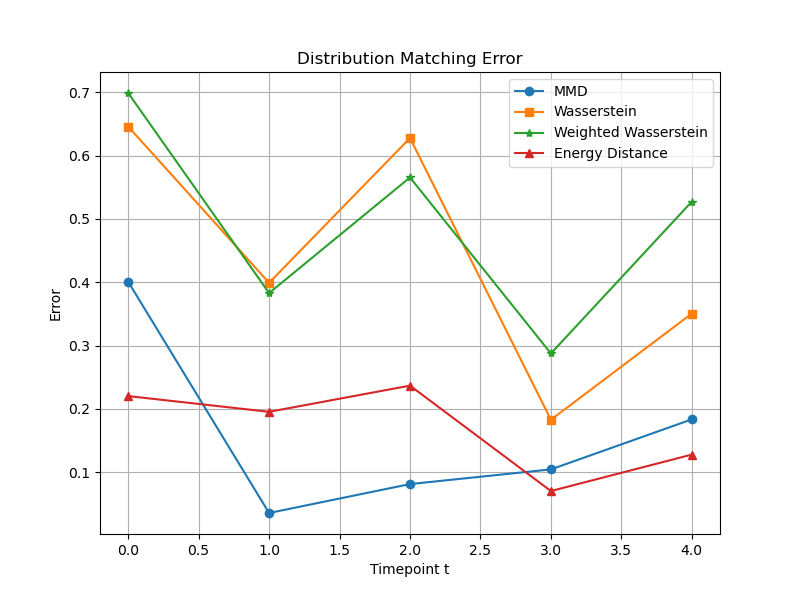 Distribution Matching Error
MMD
Wasserstein
Weighted Wasserstein
Energy Distance
Error
0.7
0.6
0.5
0.4
0.3
0.2
0.1
0.0 0.5 1.0 1.5 2.0 2.5 3.0 3.5 4.0
Timepoint t